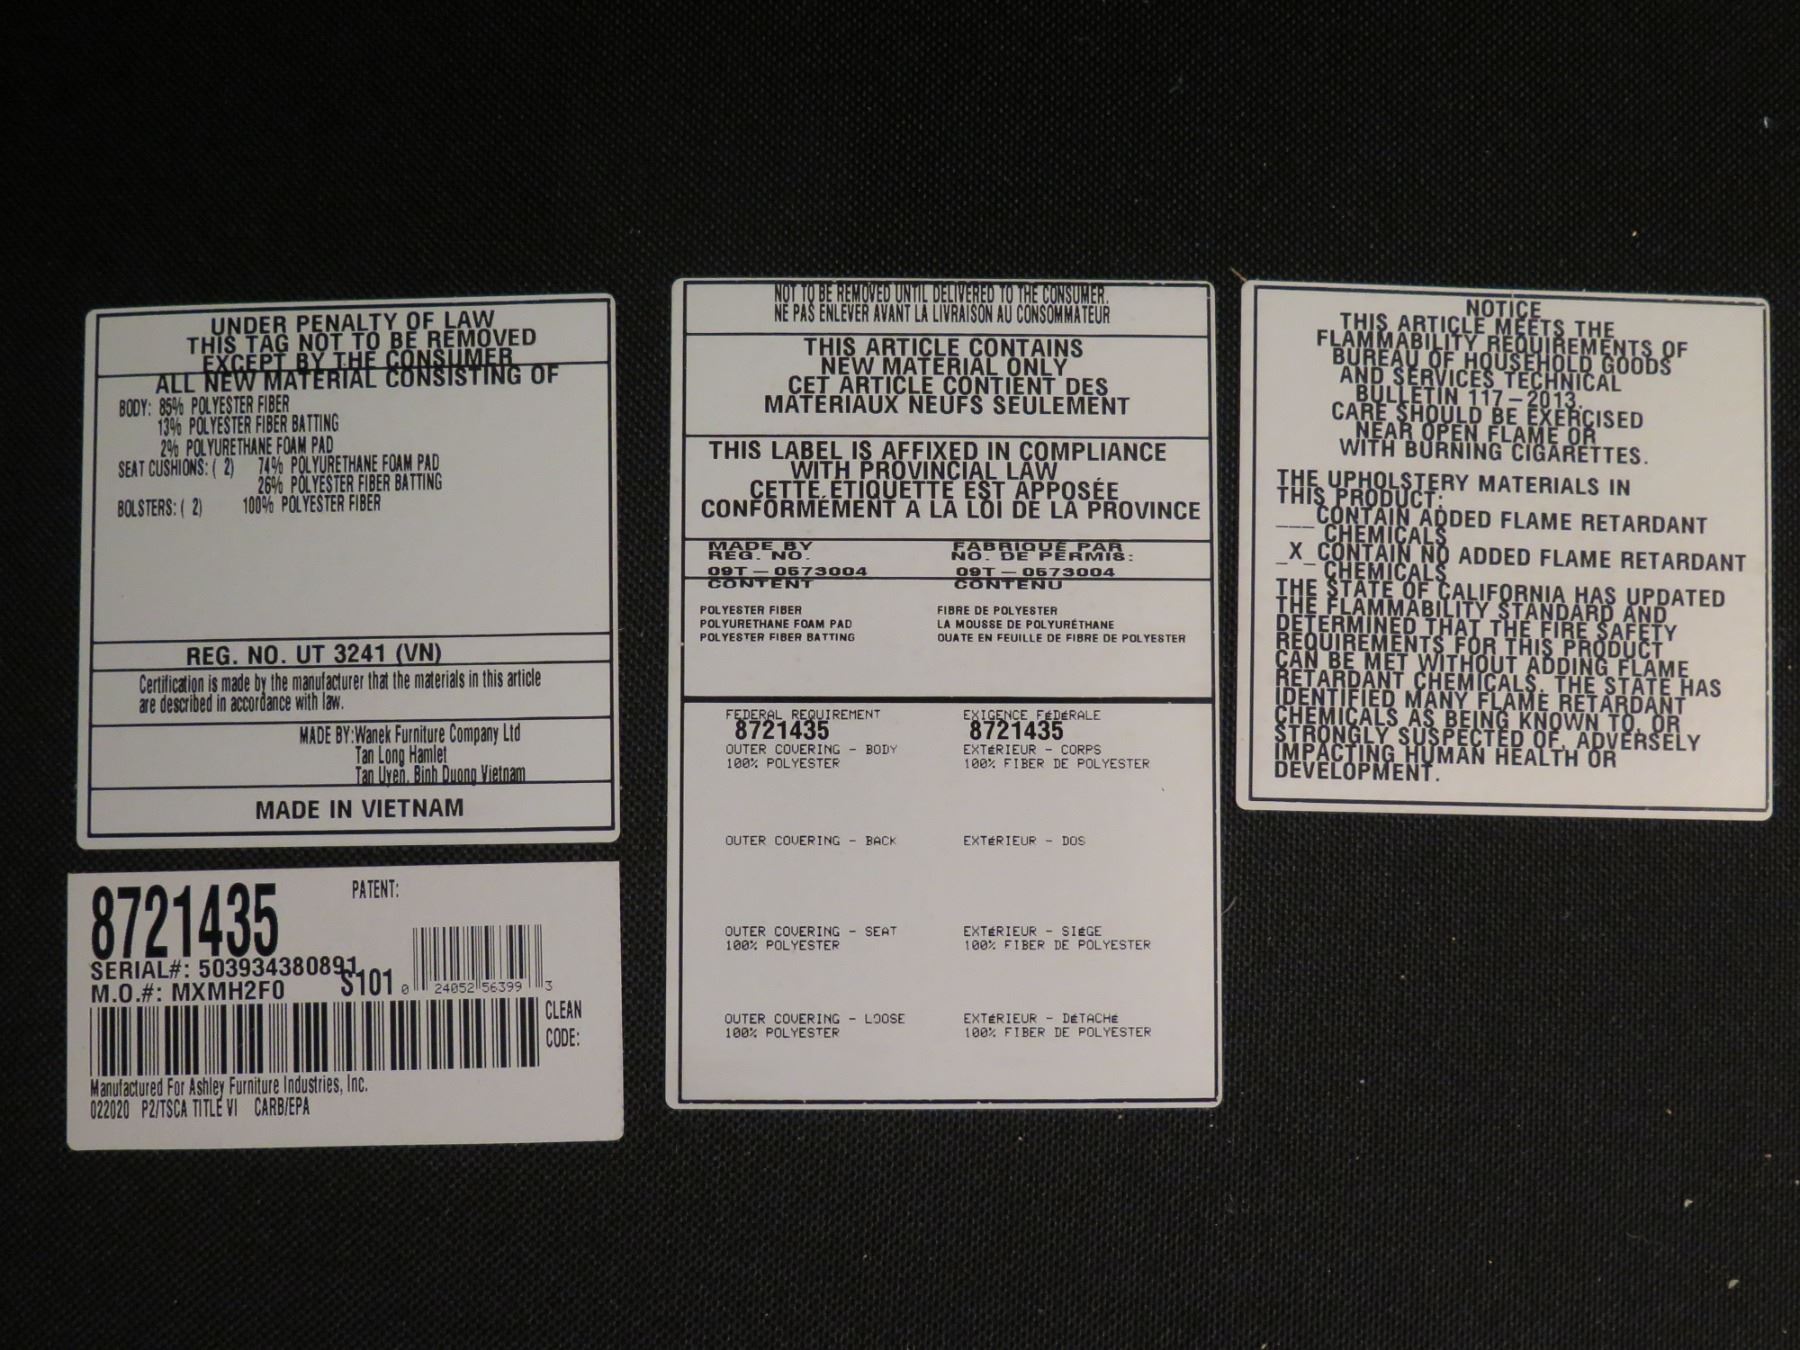 UNDER PENALTY OF LAW
THIS TAG NOT TO BE REMOVED
EXCEPT BY THE CONSUMER
ALL NEW MATERIAL CONSISTING OF
BODY: 85% POLYESTER FIBER
13% POLYESTER FIBER BATTING
2% POLYURETHANE FOAM PAD
SEAT CUSHIONS: ( 2) 74% POLYURETHANE FOAM PAD
26% POLYESTER FIBER BATTING
BOLSTERS: ( 2) 100% POLYESTER FIBER
REG. NO. UT 3241 (VN)
Certification is made by the manufacturer that the materials in this article
are described in accordance with law.
MADE BY:Wanek Furniture Company Ltd
Tan Long Hamlet
Tan Uyen, Binh Duong Vietnam
MADE IN VIETNAM
8721435
PATENT:
SERIAL#: 503934380891
M.O.#: MXMH2F0
S101
0 24052 56399 3
CLEAN
CODE:
Manufactured For Ashley Furniture Industries, Inc.
022020 P2/TSCA TITLE VI CARB/EPA
NOT TO BE REMOVED UNTIL DELIVERED TO THE CONSUMER.
NE PAS ENLEVER AVANT LA LIVRAISON AU CONSOMMATEUR
THIS ARTICLE CONTAINS
NEW MATERIAL ONLY
CET ARTICLE CONTIENT DES
MATERIAUX NEUFS SEULEMENT
THIS LABEL IS AFFIXED IN COMPLIANCE
WITH PROVINCIAL LAW
CETTE ÉTIQUETTE EST APPOSÉE
CONFORMÉMENT A LA LOI DE LA PROVINCE
MADE BY FABRIQUE PAR
REG. NO. NO. DE PERMIS:
09T - 0573004 09T - 0573004
CONTENT CONTENU
POLYESTER FIBER FIBRE DE POLYESTER
POLYURETHANE FOAM PAD LA MOUSSE DE POLYURÉTHANE
POLYESTER FIBER BATTING OUATE EN FEUILLE DE FIBRE DE POLYESTER
FEDERAL REQUIREMENT EXIGENCE FÉDÉRALE
8721435 8721435
OUTER COVERING - BODY EXTÉRIEUR - CORPS
100% POLYESTER 100% FIBER DE POLYESTER
OUTER COVERING - BACK EXTÉRIEUR - DOS
OUTER COVERING - SEAT EXTÉRIEUR - SIÉGE
100% POLYESTER 100% FIBER DE POLYESTER
OUTER COVERING - LOOSE EXTÉRIEUR - DÉTACHÉ
100% POLYESTER 100% FIBER DE POLYESTER
NOTICE
THIS ARTICLE MEETS THE
FLAMMABILITY REQUIREMENTS OF
BUREAU OF HOUSEHOLD GOODS
AND SERVICES TECHNICAL
BULLETIN 117-2013.
CARE SHOULD BE EXERCISED
NEAR OPEN FLAME OR
WITH BURNING CIGARETTES.
THE UPHOLSTERY MATERIALS IN
THIS PRODUCT:
___CONTAIN ADDED FLAME RETARDANT
CHEMICALS
_X_CONTAIN NO ADDED FLAME RETARDANT
CHEMICALS
THE STATE OF CALIFORNIA HAS UPDATED
THE FLAMMABILITY STANDARD AND
DETERMINED THAT THE FIRE SAFETY
REQUIREMENTS FOR THIS PRODUCT
CAN BE MET WITHOUT ADDING FLAME
RETARDANT CHEMICALS. THE STATE HAS
IDENTIFIED MANY FLAME RETARDANT
CHEMICALS AS BEING KNOWN TO, OR
STRONGLY SUSPECTED OF, ADVERSELY
IMPACTING HUMAN HEALTH OR
DEVELOPMENT.